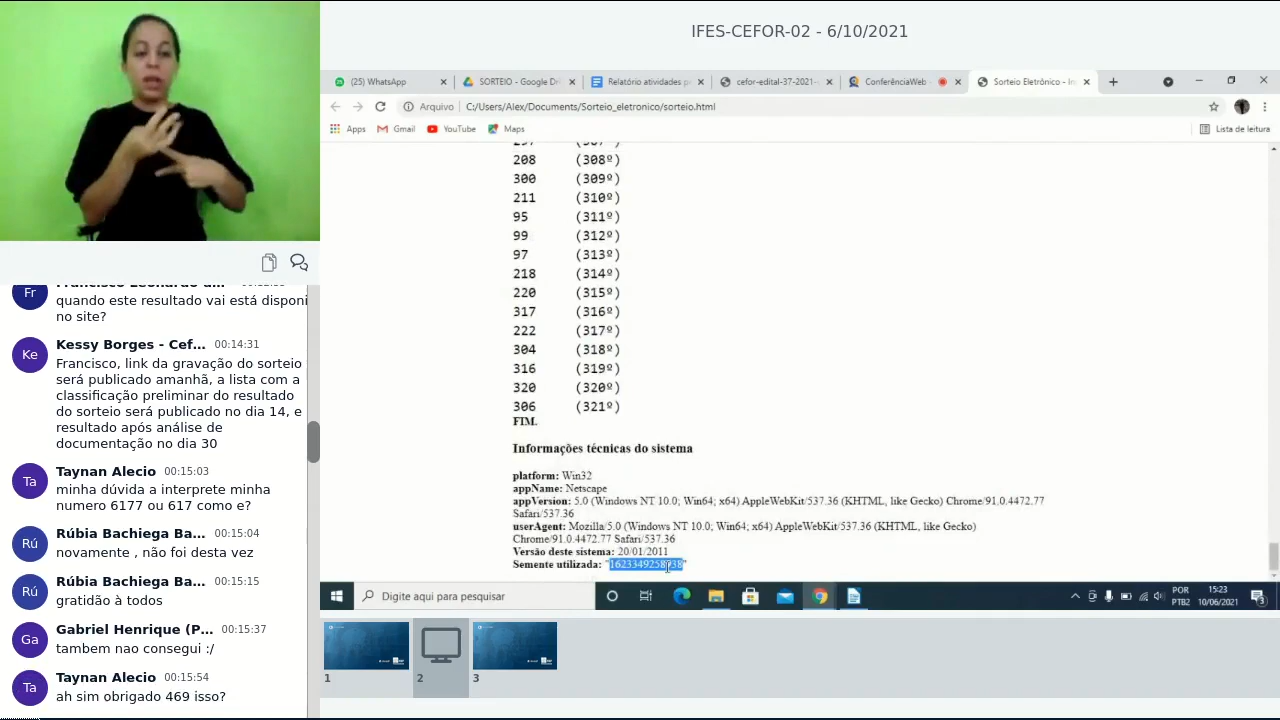 IFES-CEFOR-02 - 6/10/2021
(25) WhatsApp
SORTEIO - Google Dr
Relatório atividades p
cefor-edital-37-2021-
ConferênciaWeb
Sorteio Eletrônico - In
Arquivo
C:/Users/Alex/Documents/Sorteio_eletronico/sorteio.html
Apps
Gmail
YouTube
Maps
Lista de leitura
208 (308º)
300 (309º)
211 (310º)
95 (311º)
99 (312º)
97 (313º)
218 (314º)
220 (315º)
317 (316º)
222 (317º)
304 (318º)
316 (319º)
320 (320º)
306 (321º)
FIM.
Informações técnicas do sistema
platform: Win32
appName: Netscape
appVersion: 5.0 (Windows NT 10.0; Win64; x64) AppleWebKit/537.36 (KHTML, like Gecko) Chrome/91.0.4472.77
Safari/537.36
userAgent: Mozilla/5.0 (Windows NT 10.0; Win64; x64) AppleWebKit/537.36 (KHTML, like Gecko)
Chrome/91.0.4472.77 Safari/537.36
Versão deste sistema: 20/01/2011
Semente utilizada:
Digite aqui para pesquisar
POR
PTB2
15:23
10/06/2021
3
1
2
3
Fr
quando este resultado vai está disponi
no site?
Ke
Kessy Borges - Cef... 00:14:31
Francisco, link da gravação do sorteio
será publicado amanhã, a lista com a
classificação preliminar do resultado
do sorteio será publicado no dia 14, e
resultado após análise de
documentação no dia 30
Ta
Taynan Alecio 00:15:03
minha dúvida a interprete minha
numero 6177 ou 617 como e?
Rú
Rúbia Bachiega Ba... 00:15:04
novamente , não foi desta vez
Rú
Rúbia Bachiega Ba... 00:15:15
gratidão à todos
Ga
Gabriel Henrique (P... 00:15:37
tambem nao consegui :/
Ta
Taynan Alecio 00:15:54
ah sim obrigado 469 isso?